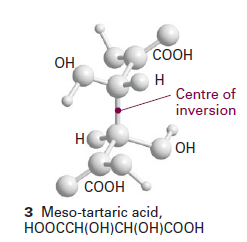 COOH
OH
H
Centre of
inversion
H
OH
COOH
3 Meso-tartaric acid,
HOOCCH(OH)CH(OH)COOH